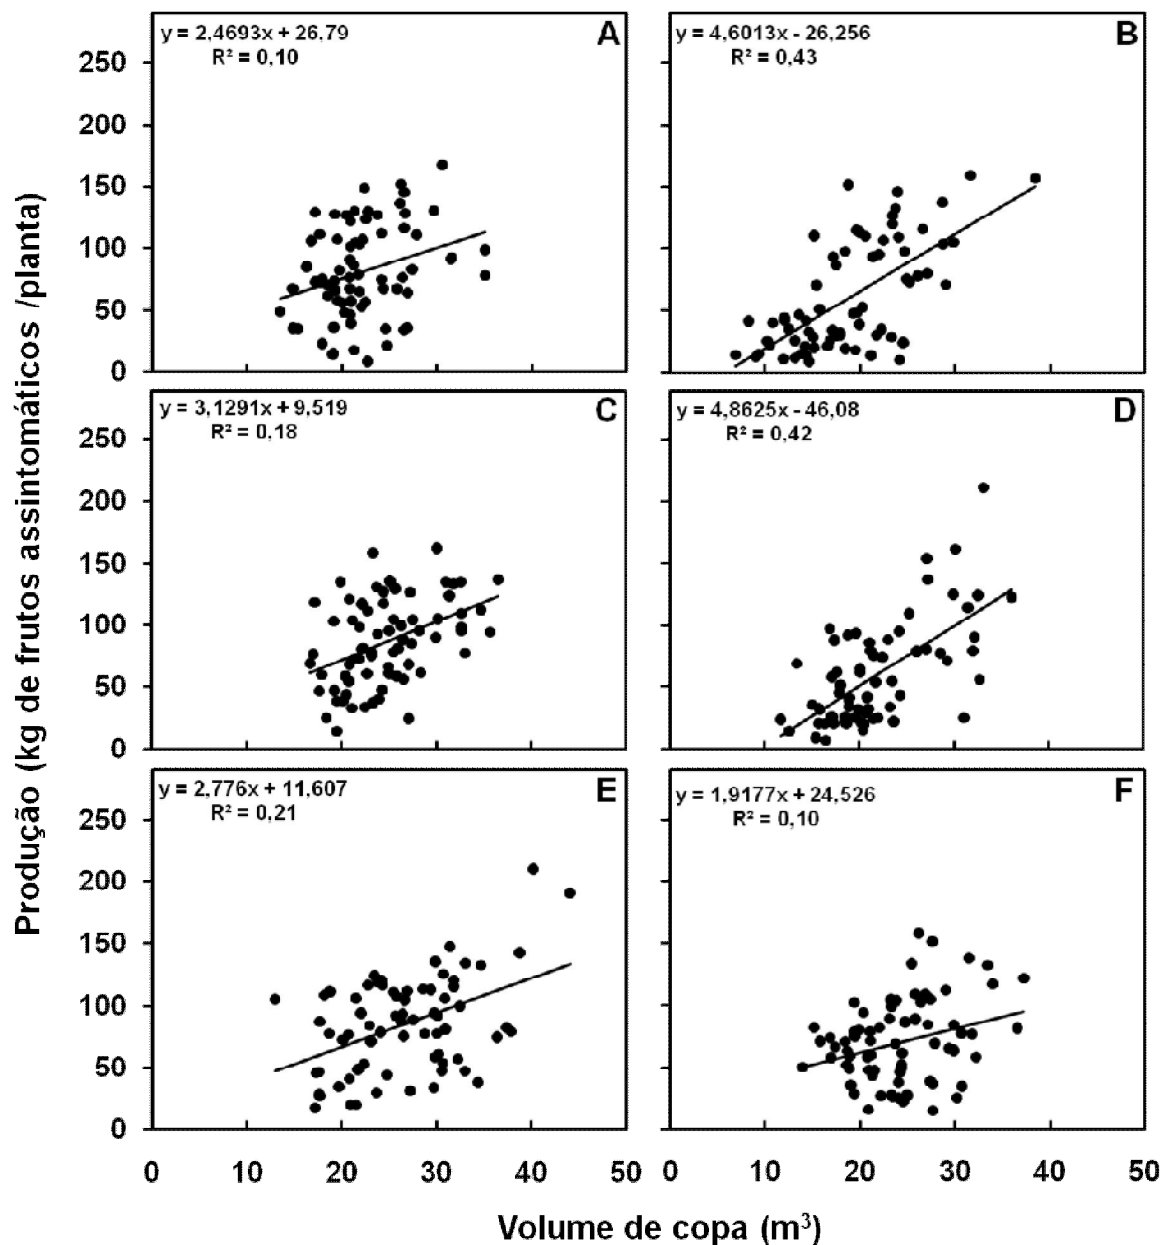 y = 2,4693x + 26,79
R² = 0,10
A
y = 4,6013x - 26,256
R² = 0,43
B
250
200
150
100
50
0
y = 3,1291x + 9,519
R² = 0,18
C
y = 4,8625x - 46,08
R² = 0,42
D
250
200
150
100
50
0
y = 2,776x + 11,607
R² = 0,21
E
y = 1,9177x + 24,526
R² = 0,10
F
250
200
150
100
50
0
0 10 20 30 40 50
0 10 20 30 40 50
Produção (kg de frutos assintomáticos /planta)
Volume de copa (m³)